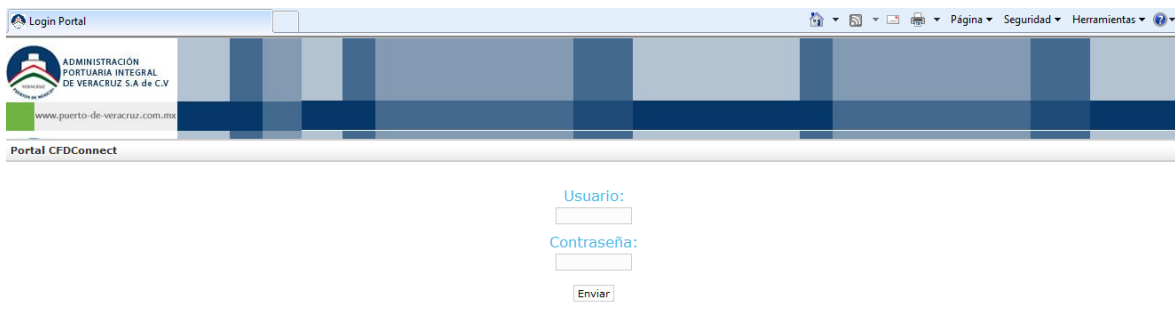 Login Portal
Página
Seguridad
Herramientas
ADMINISTRACIÓN
PORTUARIA INTEGRAL
DE VERACRUZ S.A de C.V
VERACRUZ
www.puerto-de-veracruz.com.mx
Portal CFDConnect
Usuario:
Contraseña:
Enviar